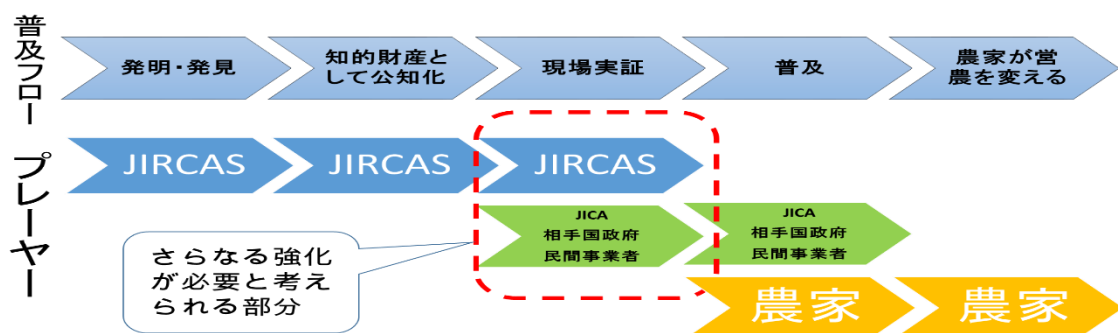 普及フロー
発明・発見
知的財産と
して公知化
現場実証
普及
農家が営
農を変える
プレーヤー
JIRCAS
JIRCAS
JIRCAS
JICA
相手国政府
民間事業者
JICA
相手国政府
民間事業者
さらなる強化
が必要と考え
られる部分
農家
農家